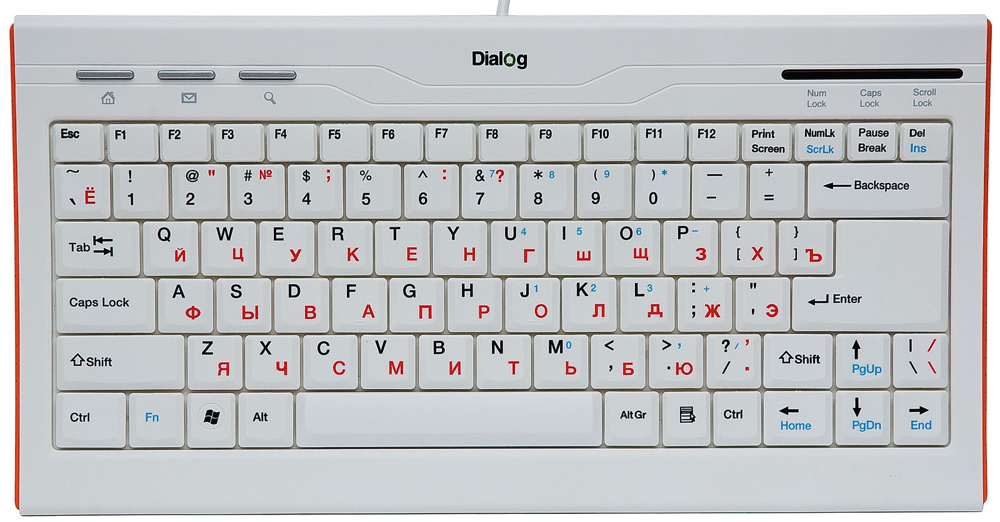 Dialog
Num Lock Caps Lock Scroll Lock
Esc F1 F2 F3 F4 F5 F6 F7 F8 F9 F10 F11 F12 Print Screen NumLk ScrLk Pause Break Del Ins
~ ` Ё ! 1 @ " 2 # № 3 $ ; 4 % 5 ^ : 6 & 7 ? 7 * 8 8 ( 9 9 ) * 0 — - + = Backspace
Tab Q Й W Ц E У R К T Е Y Н U 4 Г I 5 Ш O 6 Щ P - З { [ Х } ] Ъ
Caps Lock A Ф S Ы D В F А G П H Р J 1 О K 2 Л L 3 Д : + ; Ж " ' Э Enter
Shift Z Я X Ч C С V М B И N Т M 0 Ь < , Б > , . Ю ? / , / . Shift PgUp | / \ \
Ctrl Fn Alt Alt Gr Ctrl Home PgDn End